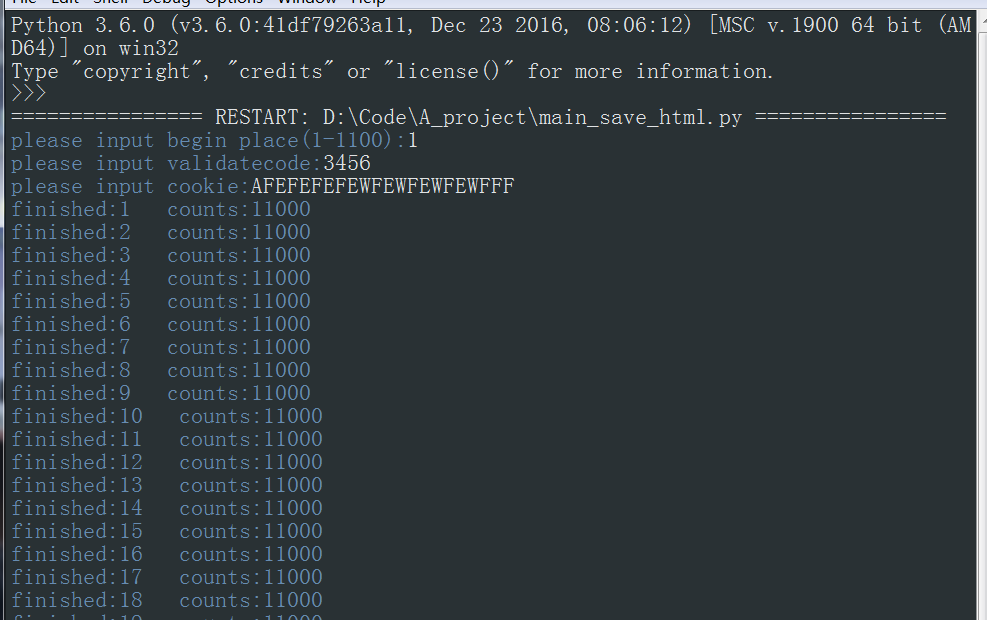 File Edit Shell Debug Options Window Help
Python 3.6.0 (v3.6.0:41df79263a11, Dec 23 2016, 08:06:12) [MSC v.1900 64 bit (AM
D64)] on win32
Type "copyright", "credits" or "license()" for more information.
>>>
================ RESTART: D:\Code\A_project\main_save_html.py ================
please input begin place(1-1100):1
please input validatecode:3456
please input cookie:AFEFEFEFEWFEWFEWFEWFFF
finished:1   counts:11000
finished:2   counts:11000
finished:3   counts:11000
finished:4   counts:11000
finished:5   counts:11000
finished:6   counts:11000
finished:7   counts:11000
finished:8   counts:11000
finished:9   counts:11000
finished:10   counts:11000
finished:11   counts:11000
finished:12   counts:11000
finished:13   counts:11000
finished:14   counts:11000
finished:15   counts:11000
finished:16   counts:11000
finished:17   counts:11000
finished:18   counts:11000
finished:19   counts:11000